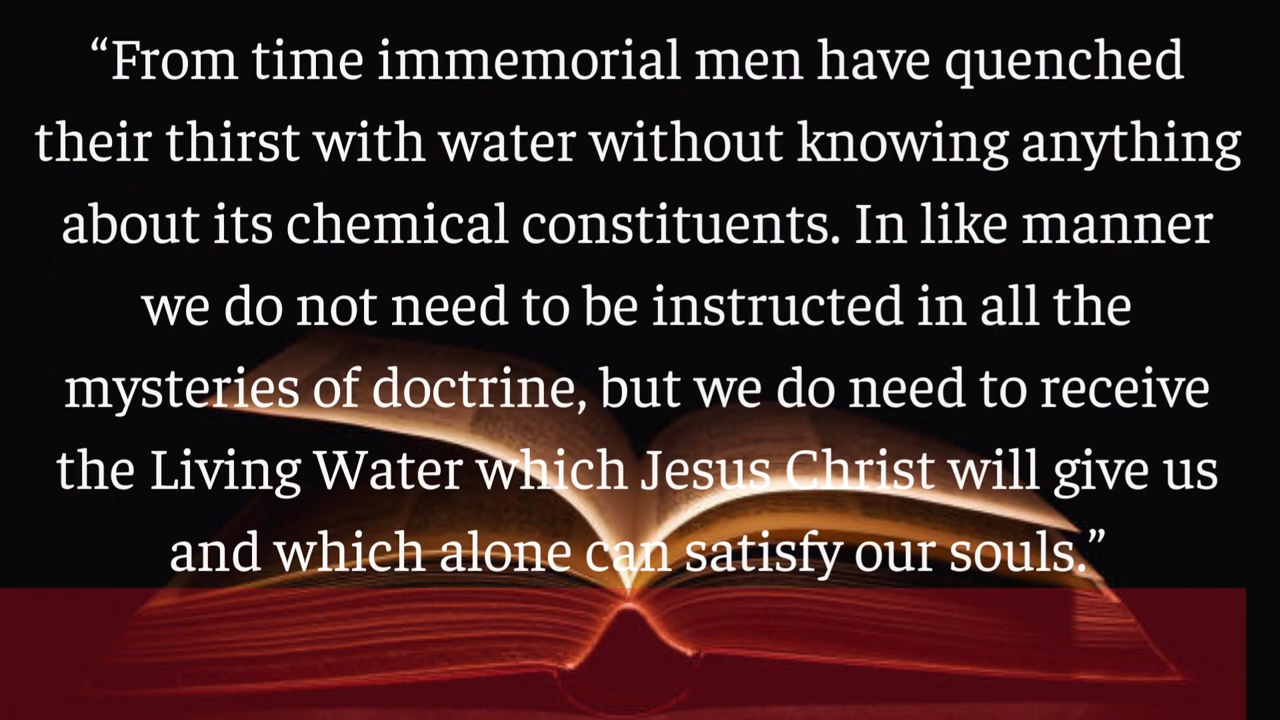 “From time immemorial men have quenched
their thirst with water without knowing anything
about its chemical constituents. In like manner
we do not need to be instructed in all the
mysteries of doctrine, but we do need to receive
the Living Water which Jesus Christ will give us
and which alone can satisfy our souls.”